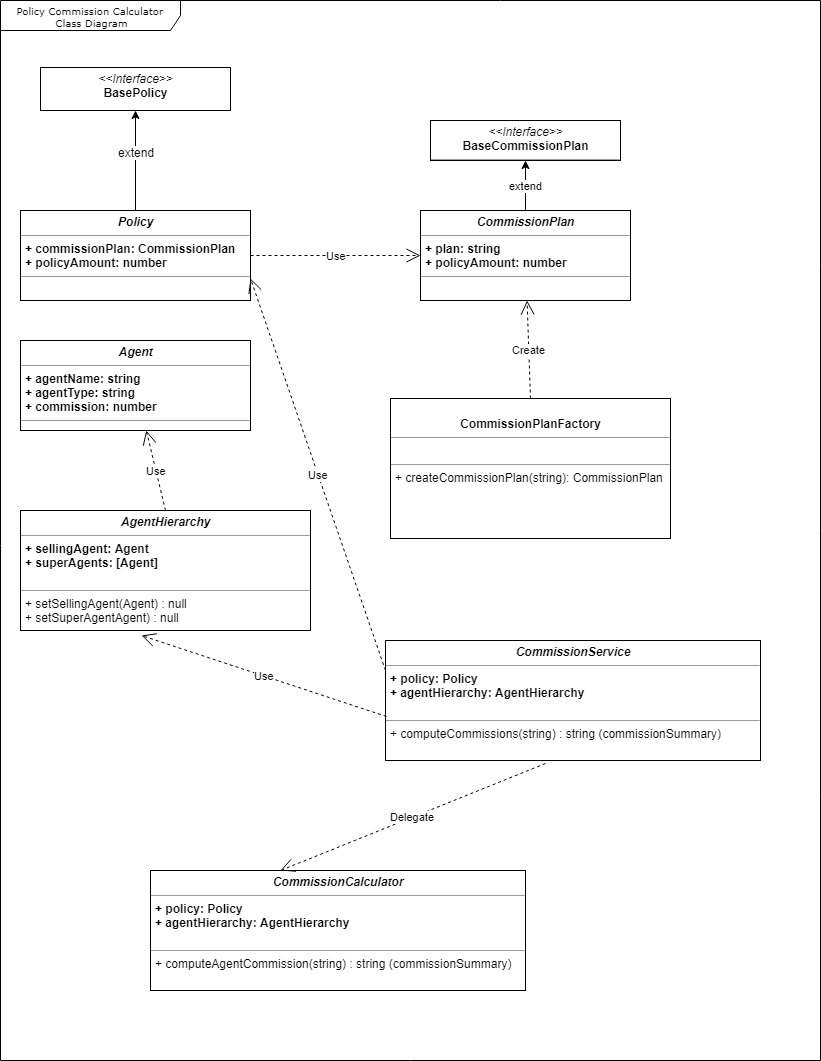 Policy Commission Calculator
Class Diagram
<<Interface>>
BasePolicy
extend
<<Interface>>
BaseCommissionPlan
extend
Policy
+ commissionPlan: CommissionPlan
+ policyAmount: number
Use
CommissionPlan
+ plan: string
+ policyAmount: number
Agent
+ agentName: string
+ agentType: string
+ commission: number
Create
CommissionPlanFactory
+ createCommissionPlan(string): CommissionPlan
Use
Use
AgentHierarchy
+ sellingAgent: Agent
+ superAgents: [Agent]
+ setSellingAgent(Agent) : null
+ setSuperAgentAgent) : null
Use
CommissionService
+ policy: Policy
+ agentHierarchy: AgentHierarchy
+ computeCommissions(string) : string (commissionSummary)
Delegate
CommissionCalculator
+ policy: Policy
+ agentHierarchy: AgentHierarchy
+ computeAgentCommission(string) : string (commissionSummary)